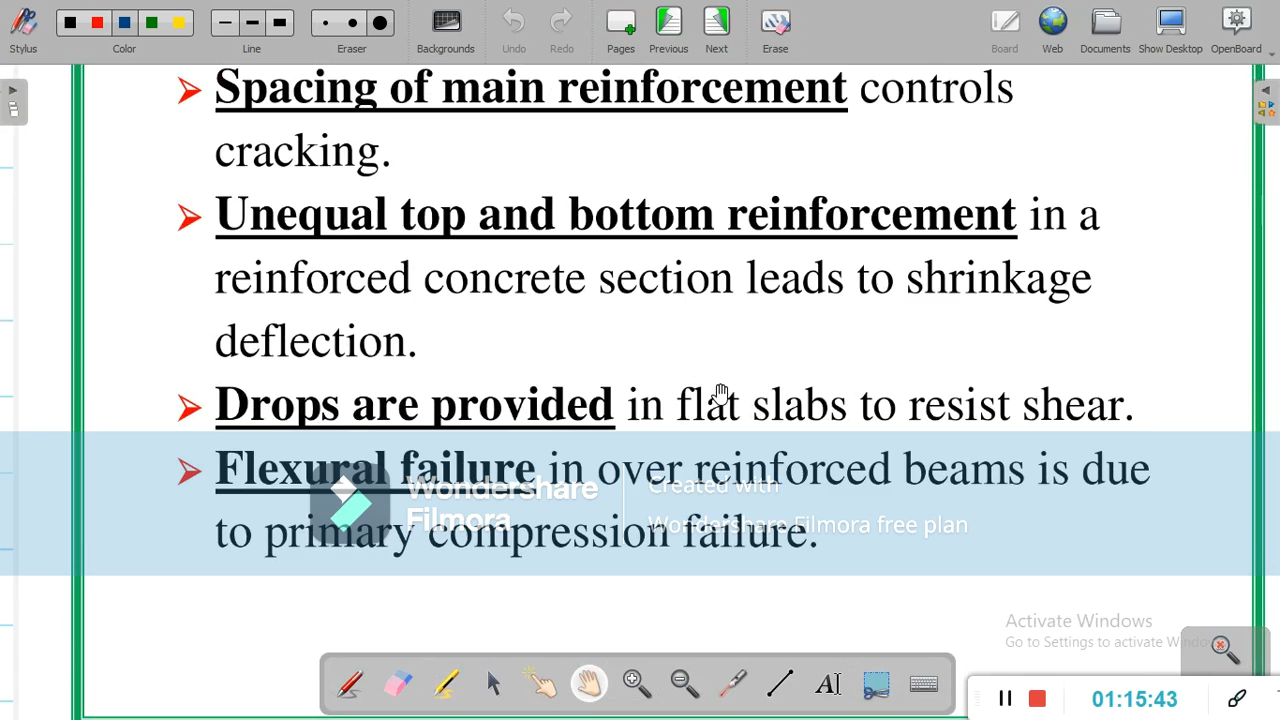 Stylus Color Line Eraser Backgrounds Undo Redo Pages Previous Next Erase Board Web Documents Show Desktop OpenBoard
Spacing of main reinforcement controls
cracking.
Unequal top and bottom reinforcement in a
reinforced concrete section leads to shrinkage
deflection.
Drops are provided in flat slabs to resist shear.
Flexural failure in over reinforced beams is due
to primary compression failure.
Wondershare
Filmora
Created with
Wondershare Filmora free plan
Activate Windows
Go to Settings to activate
AI
01:15:43